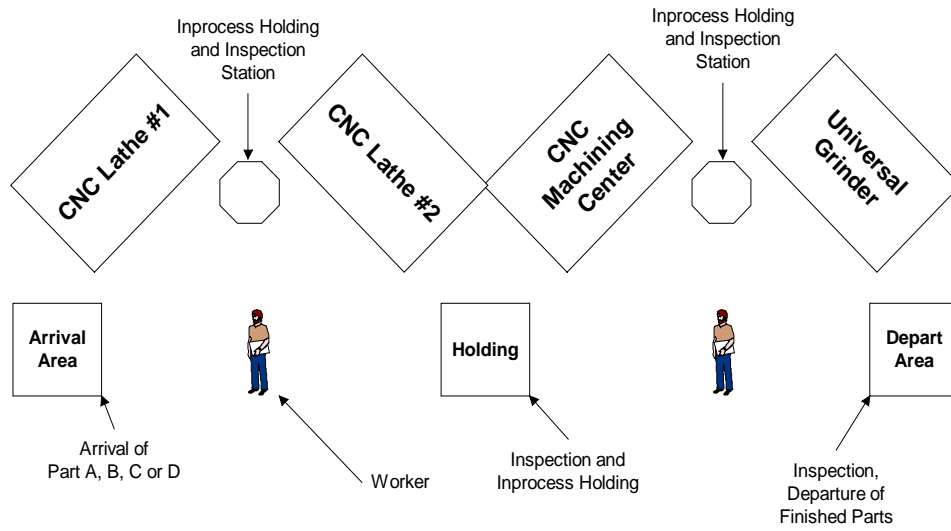 Inprocess Holding
and Inspection
Station
Inprocess Holding
and Inspection
Station
CNC Lathe #1
CNC Lathe #2
CNC
Machining
Center
Universal
Grinder
Arrival
Area
Holding
Depart
Area
Arrival of
Part A, B, C or D
Worker
Inspection and
Inprocess Holding
Inspection,
Departure of
Finished Parts